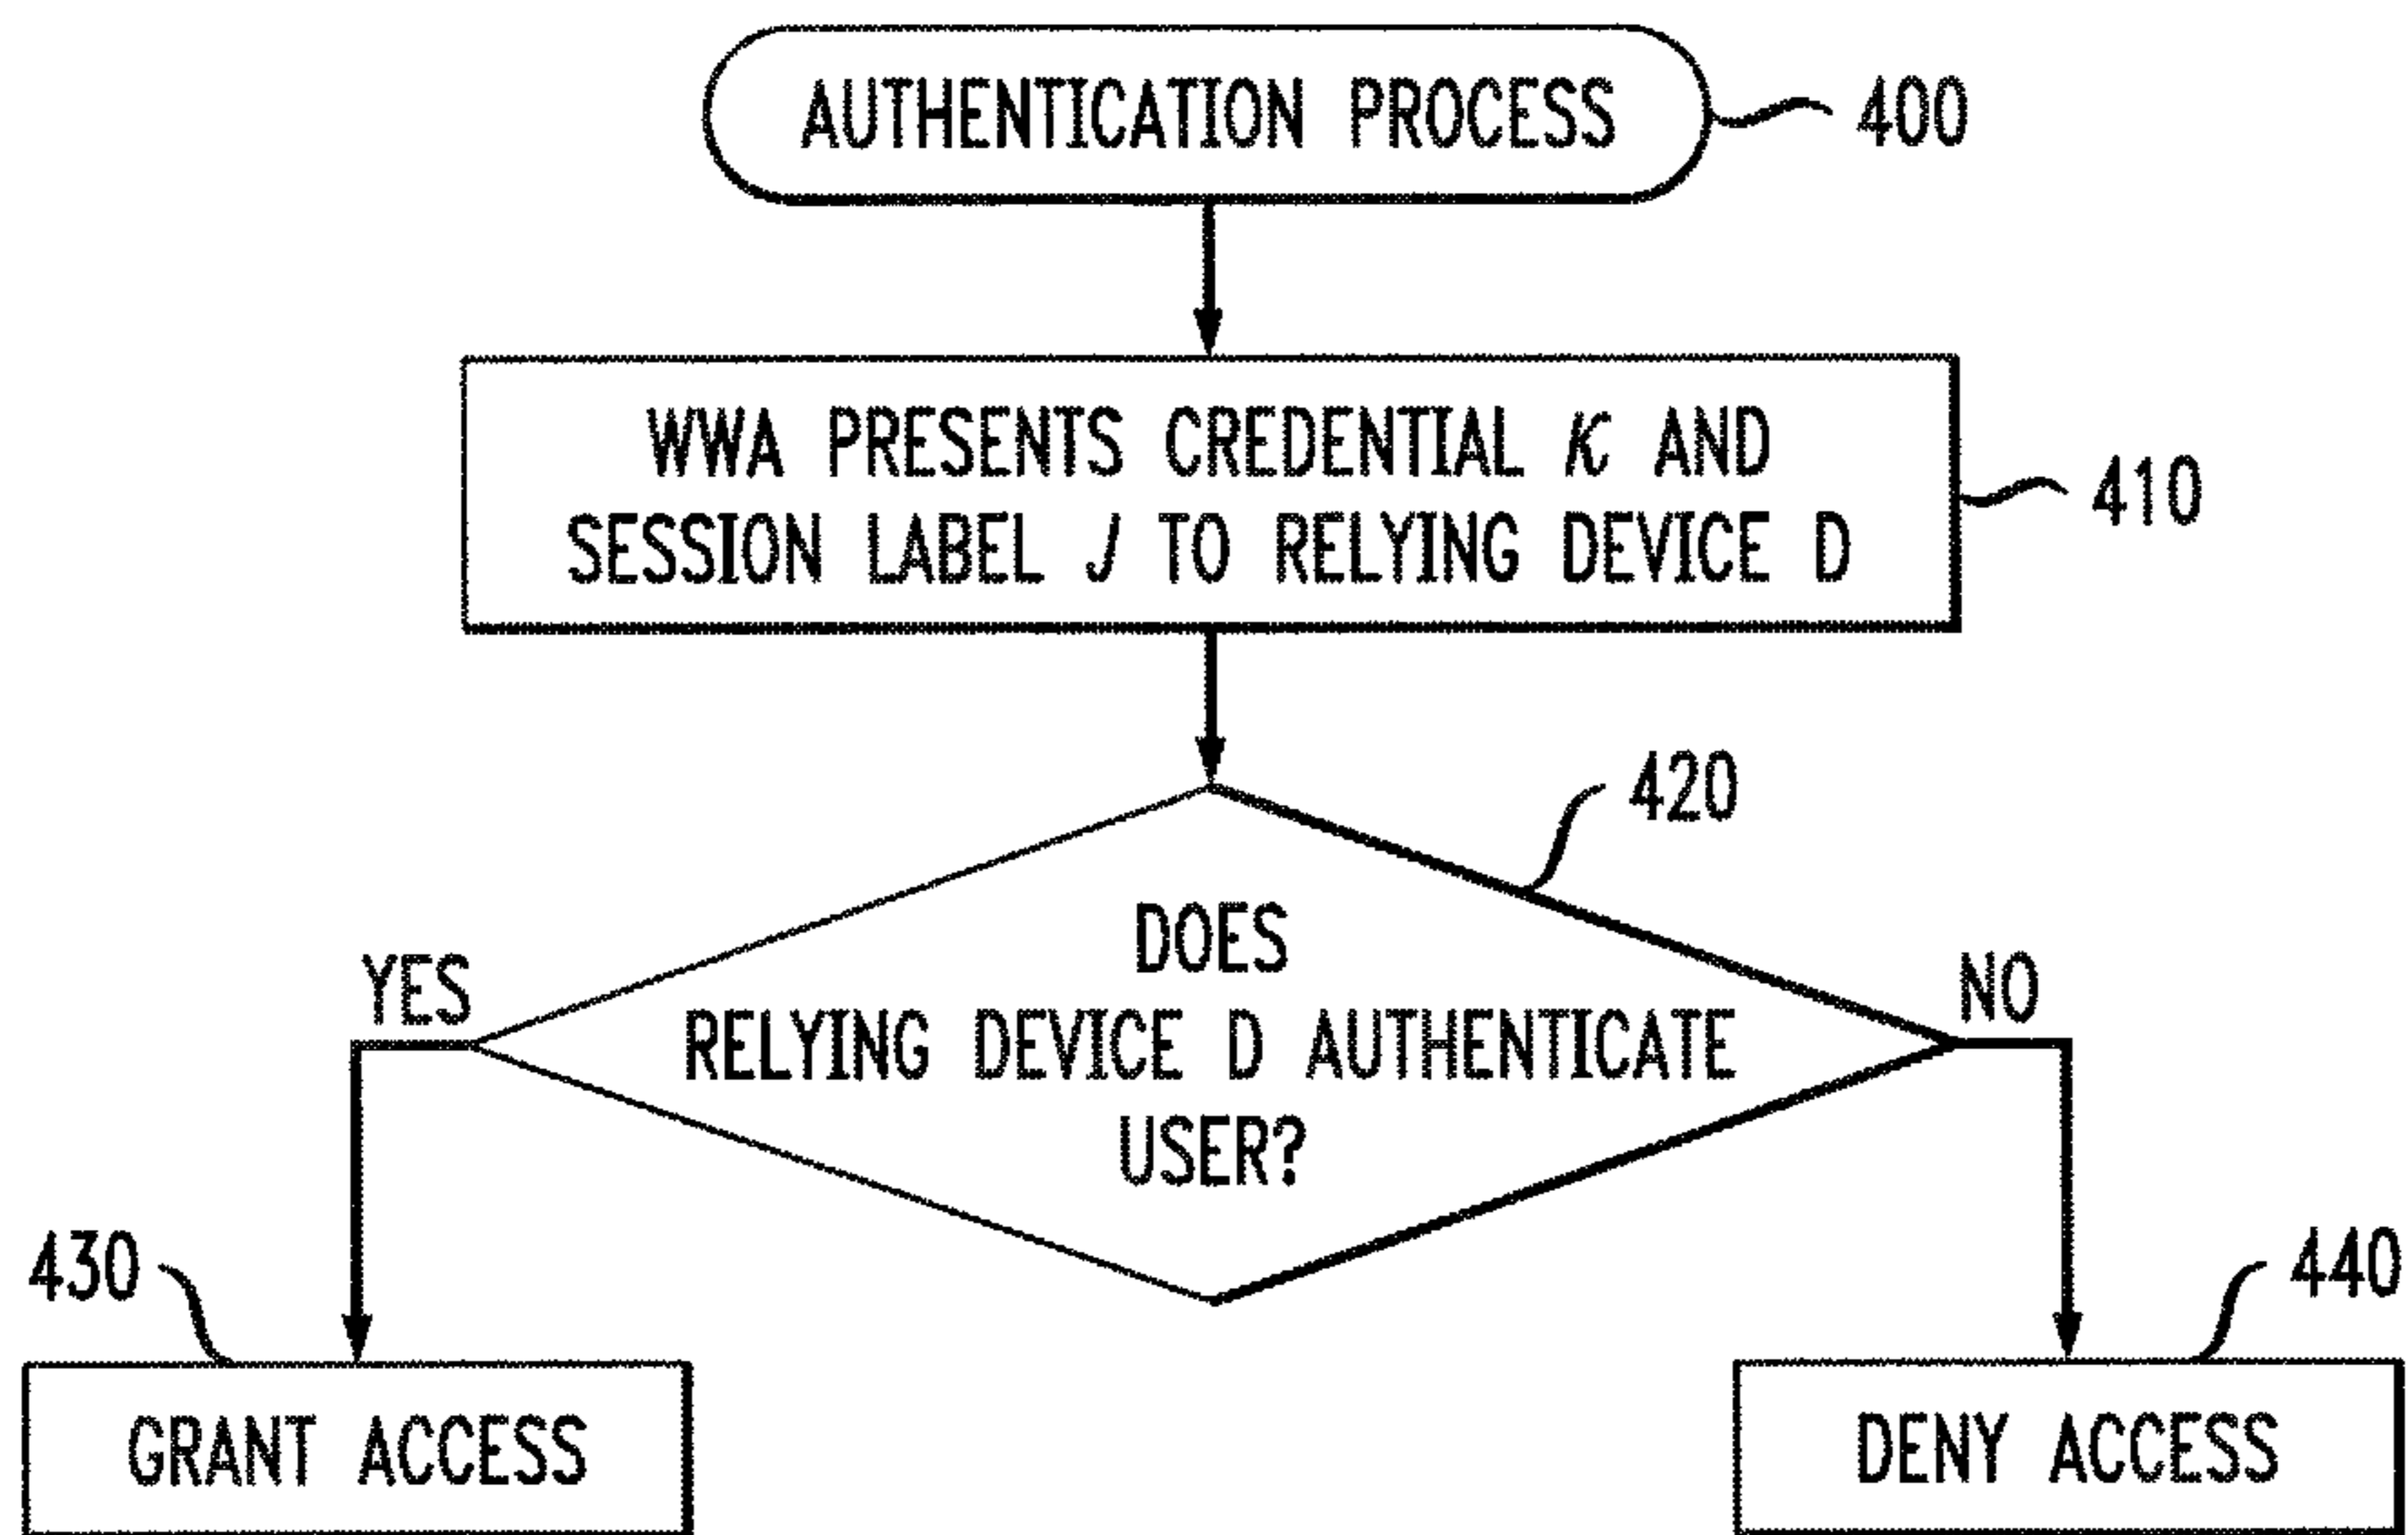 AUTHENTICATION PROCESS
400
WWA PRESENTS CREDENTIAL K AND
SESSION LABEL J TO RELYING DEVICE D
410
420
DOES
RELYING DEVICE D AUTHENTICATE
USER?
YES
NO
430
440
GRANT ACCESS
DENY ACCESS